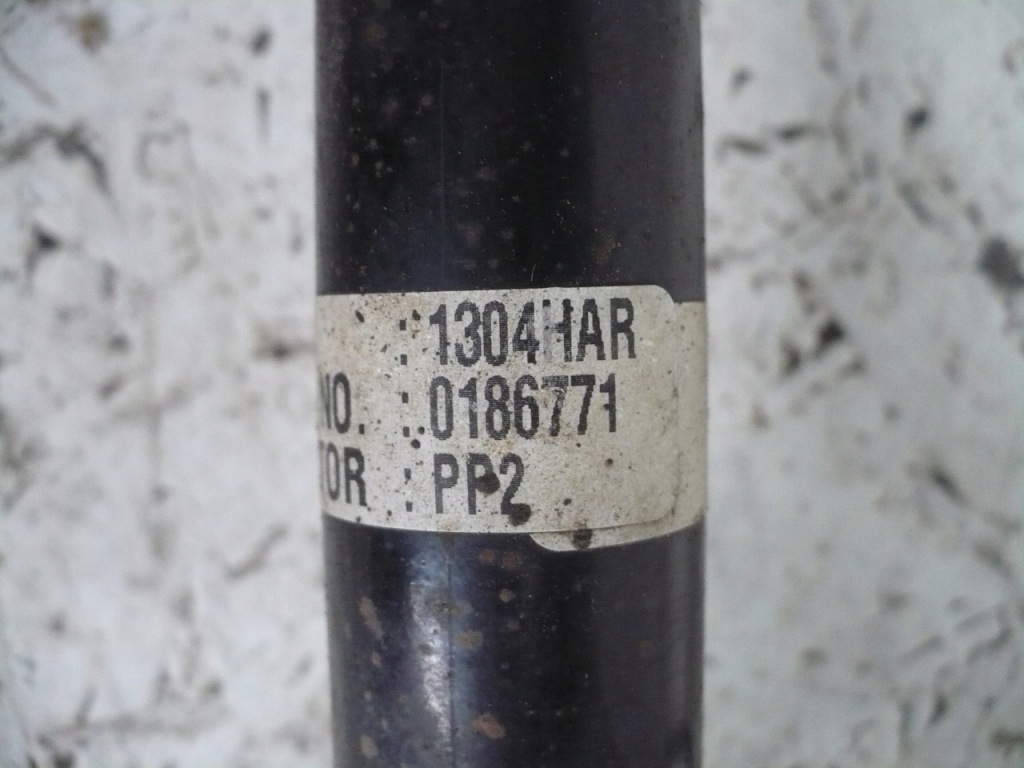 : 1304HAR
NO. : 0186771
TOR : PP2